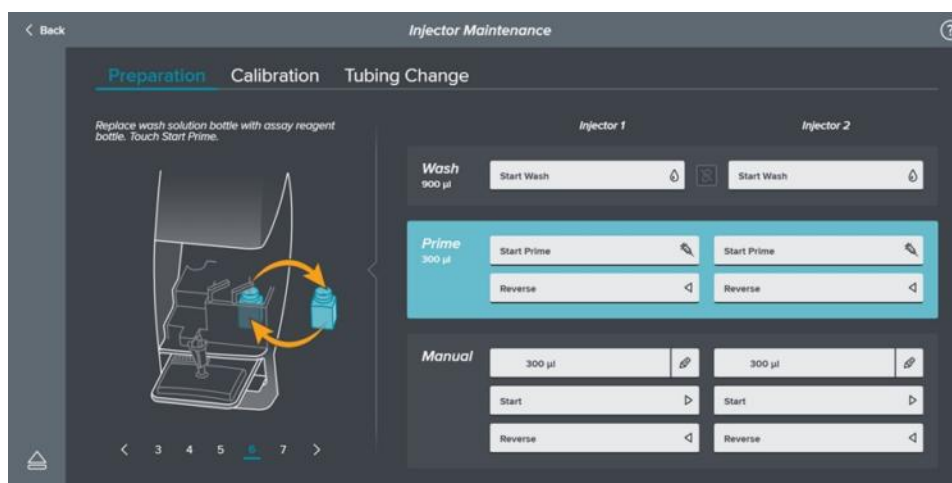 Back
Injector Maintenance
?
Preparation Calibration Tubing Change
Replace wash solution bottle with assay reagent
bottle. Touch Start Prime.
Injector 1 Injector 2
Wash
900 µl
Start Wash Start Wash
Prime
300 µl
Start Prime Start Prime
Reverse Reverse
Manual
300 µl 300 µl
Start Start
Reverse Reverse
3 4 5 6 7